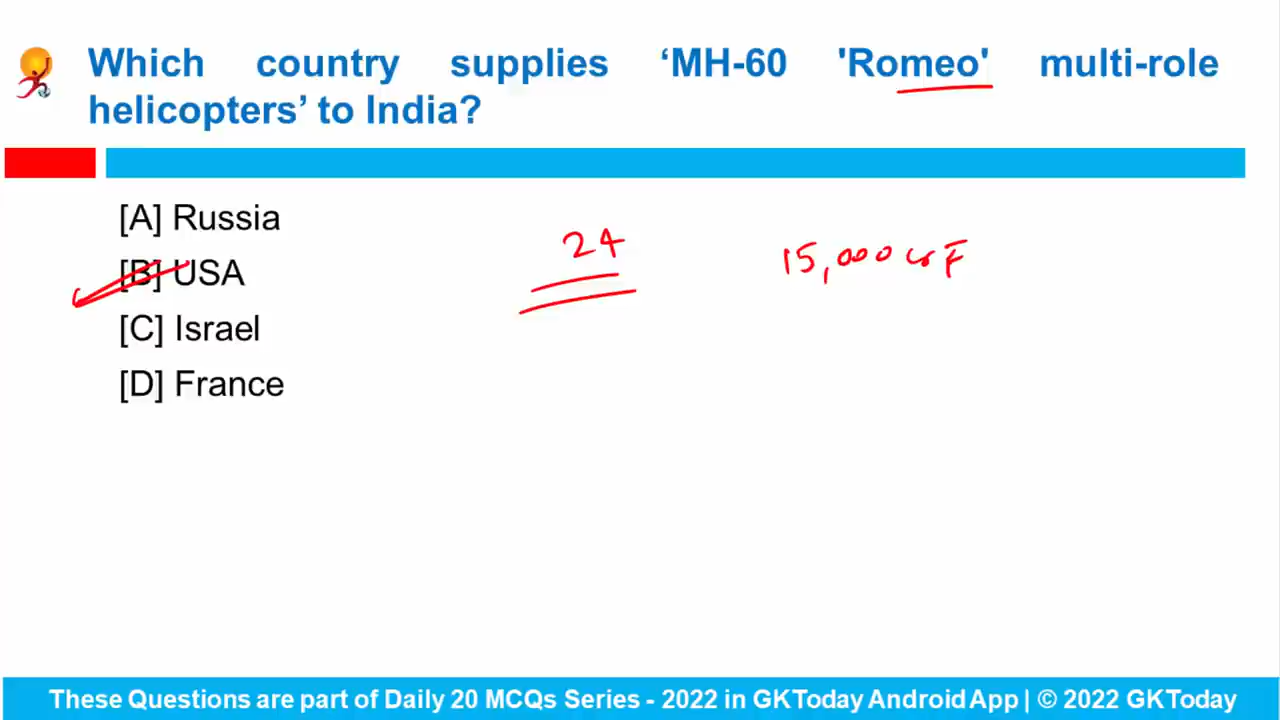 Which country supplies ‘MH-60 'Romeo' multi-role
helicopters’ to India?
[A] Russia
[B] USA
[C] Israel
[D] France
24
15,000 cr
These Questions are part of Daily 20 MCQs Series - 2022 in GKToday Android App | © 2022 GKToday